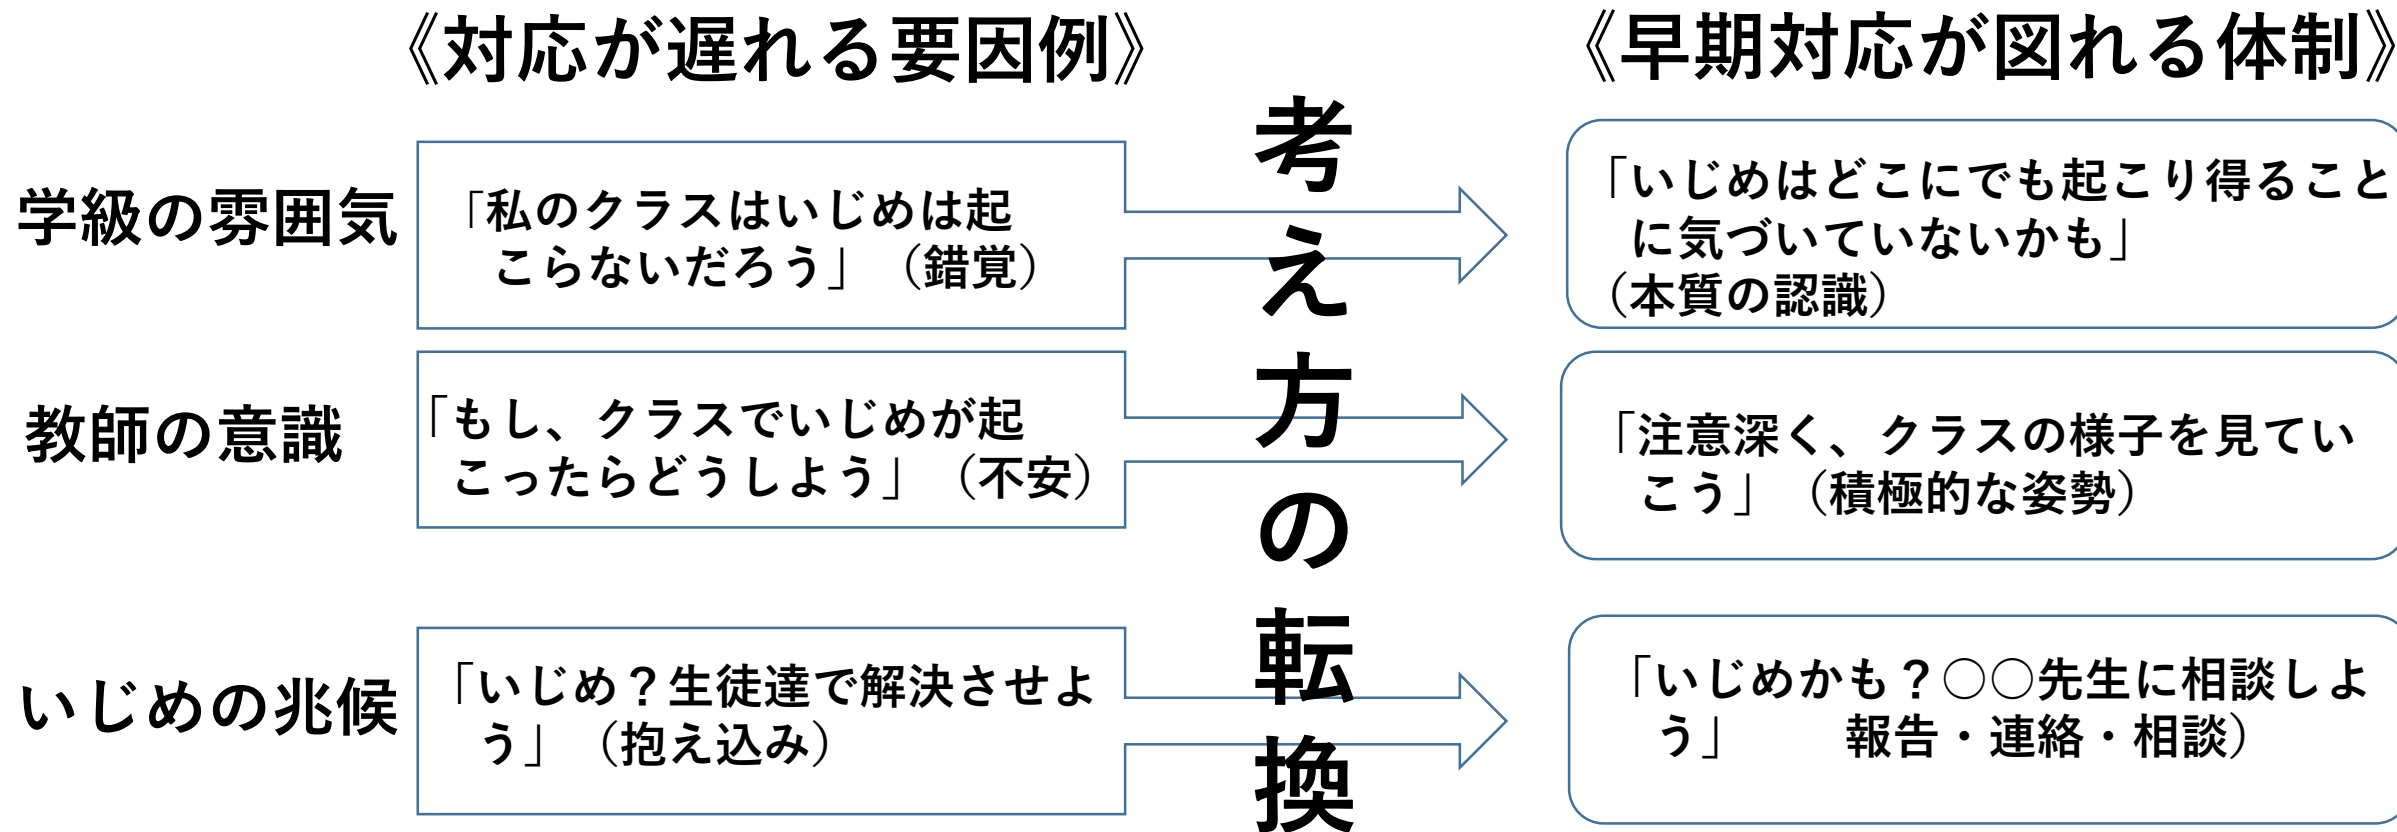 《対応が遅れる要因例》
《早期対応が図れる体制》
考え方の転換
学級の雰囲気
「私のクラスはいじめは起
こらないだろう」（錯覚）
「いじめはどこにでも起こり得ること
に気づいていないかも」
（本質の認識）
教師の意識
「もし、クラスでいじめが起
こったらどうしよう」（不安）
「注意深く、クラスの様子を見てい
こう」（積極的な姿勢）
いじめの兆候
「いじめ？生徒達で解決させよ
う」（抱え込み）
「いじめかも？○○先生に相談しよ
う」　　報告・連絡・相談）